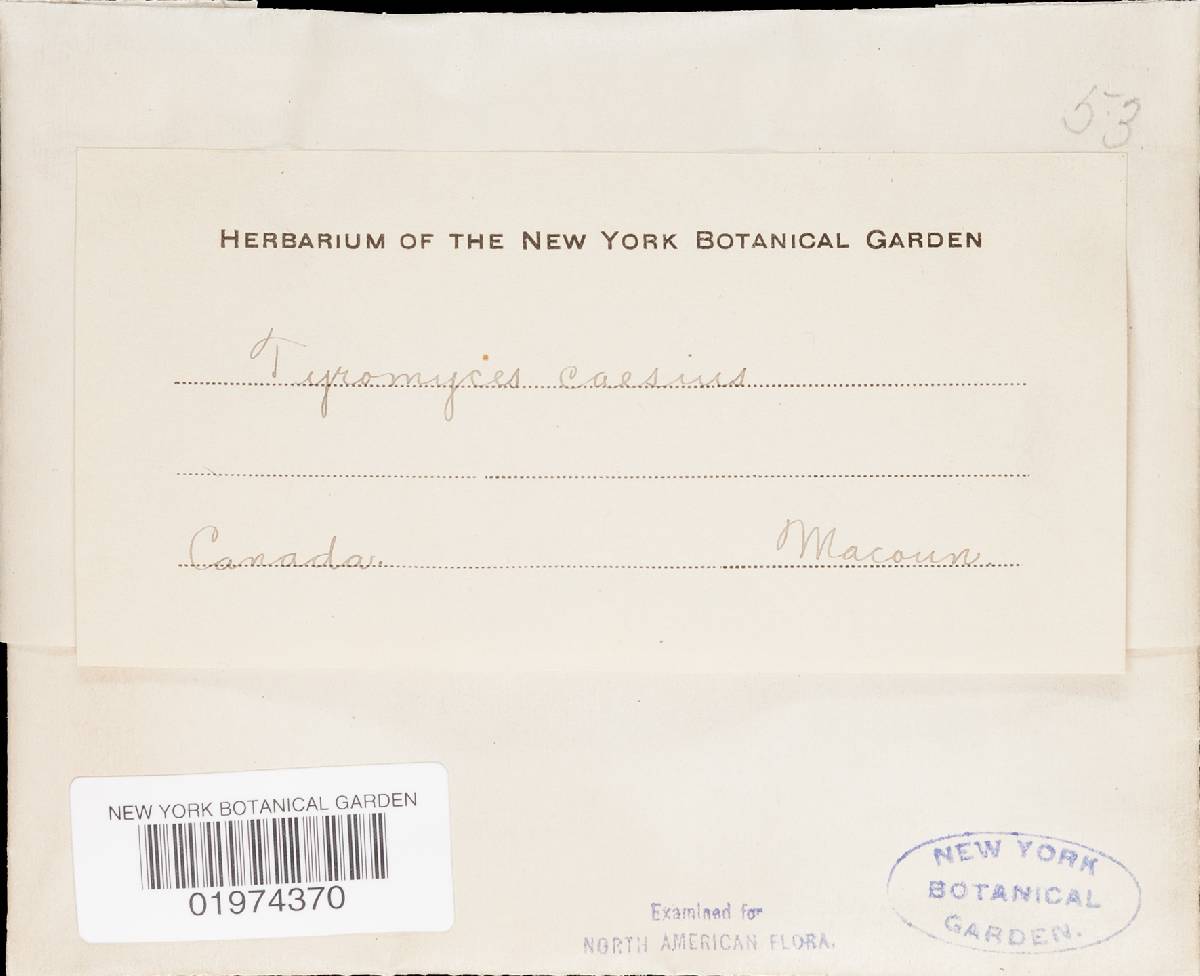 53
HERBARIUM OF THE NEW YORK BOTANICAL GARDEN
Tyromyces caesius
Canada. Macoun.
NEW YORK BOTANICAL GARDEN
01974370
Examined for
NORTH AMERICAN FLORA.
NEW YORK
BOTANICAL
GARDEN.